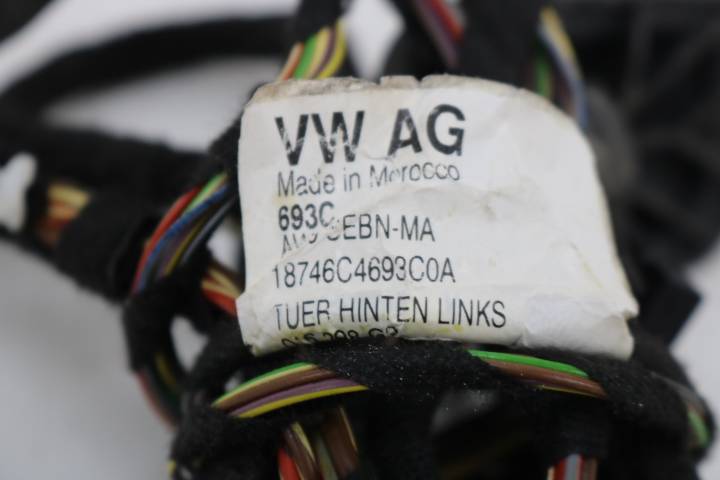 VW AG
Made in Morocco
693C
SEBN-MA
18746C4693C0A
TUER HINTEN LINKS